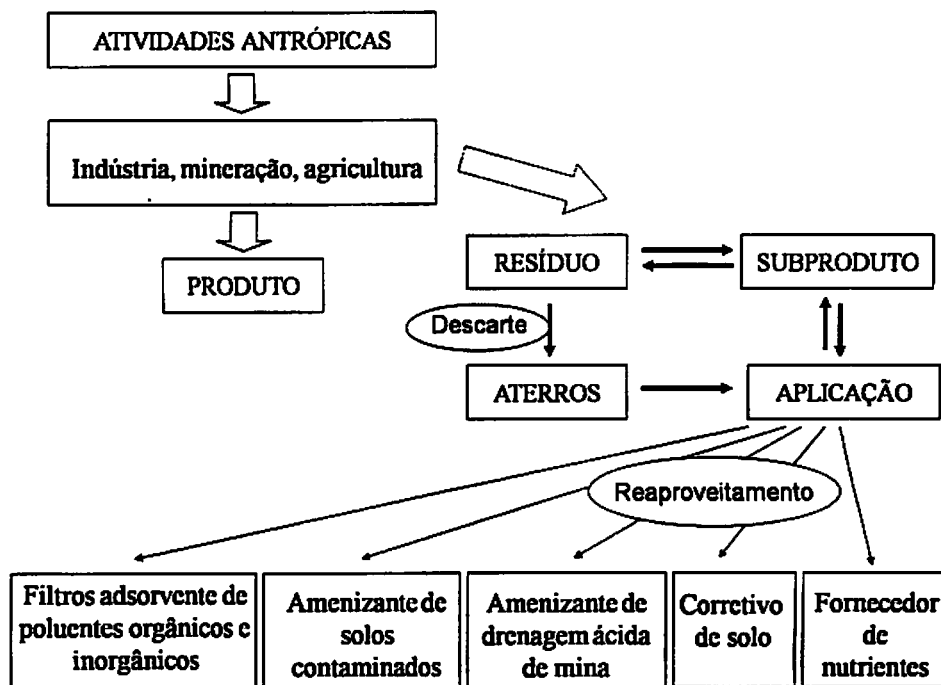 ATIVIDADES ANTRÓPICAS
Indústria, mineração, agricultura
PRODUTO
RESÍDUO
SUBPRODUTO
Descarte
ATERROS
APLICAÇÃO
Reaproveitamento
Filtros adsorvente de
poluentes orgânicos e
inorgânicos
Amenizante de
solos
contaminados
Amenizante de
drenagem ácida
de mina
Corretivo
de solo
Fornecedor
de
nutrientes